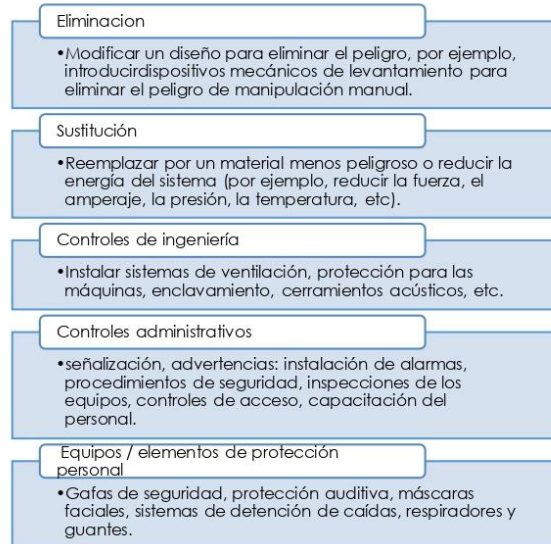 Eliminacion
•Modificar un diseño para eliminar el peligro, por ejemplo,
introducirdispositivos mecánicos de levantamiento para
eliminar el peligro de manipulación manual.
Sustitución
•Reemplazar por un material menos peligroso o reducir la
energía del sistema (por ejemplo, reducir la fuerza, el
amperaje, la presión, la temperatura, etc).
Controles de ingeniería
•Instalar sistemas de ventilación, protección para las
máquinas, enclavamiento, cerramientos acústicos, etc.
Controles administrativos
•señalización, advertencias: instalación de alarmas,
procedimientos de seguridad, inspecciones de los
equipos, controles de acceso, capacitación del
personal.
Equipos / elementos de protección
personal
•Gafas de seguridad, protección auditiva, máscaras
faciales, sistemas de detención de caídas, respiradores y
guantes.